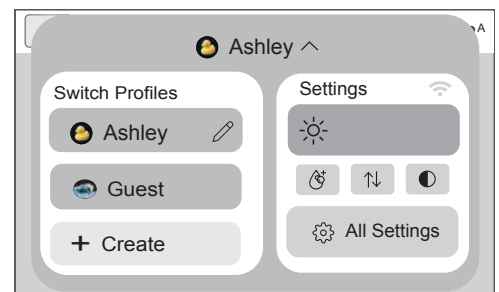 A
Ashley
Switch Profiles
Ashley
Guest
+ Create
Settings
All Settings